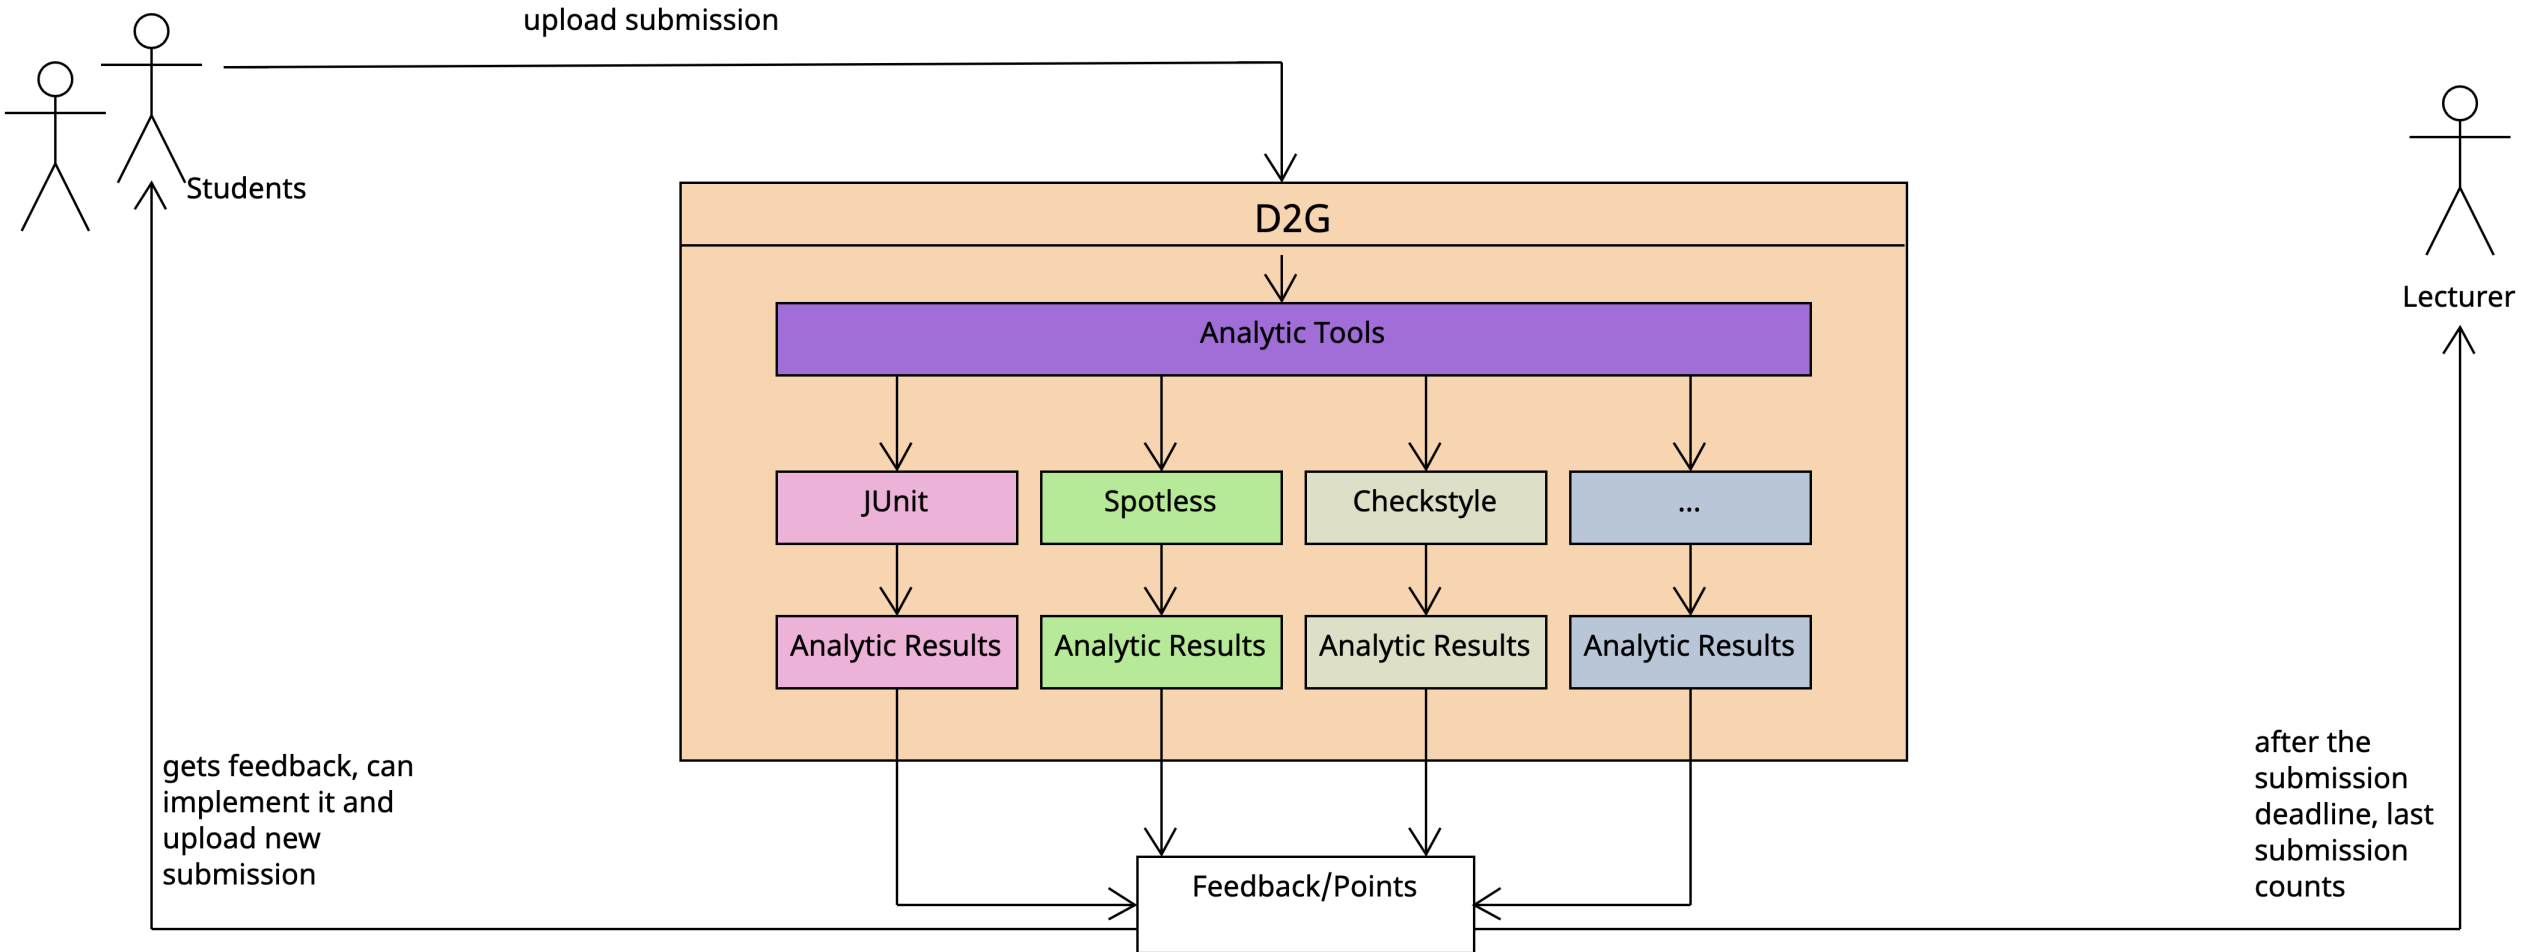 upload submission
Students
Lecturer
D2G
Analytic Tools
JUnit
Spotless
Checkstyle
...
Analytic Results
Analytic Results
Analytic Results
Analytic Results
gets feedback, can
implement it and
upload new
submission
after the
submission
deadline, last
submission
counts
Feedback/Points